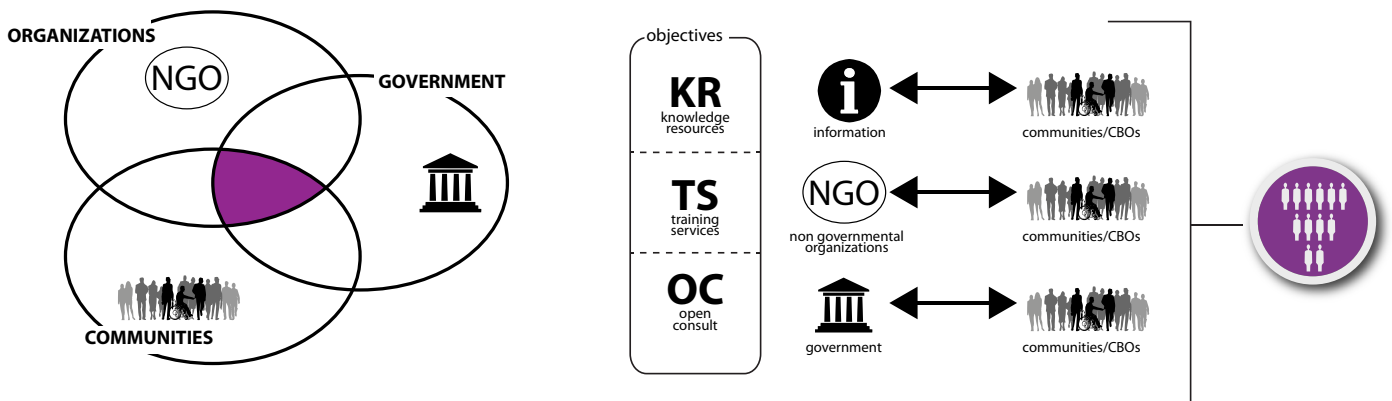 ORGANIZATIONS
NGO
GOVERNMENT
COMMUNITIES
objectives
KR
knowledge
resources
TS
training
services
OC
open
consult
information
communities/CBOs
NGO
non governmental
organizations
communities/CBOs
government
communities/CBOs